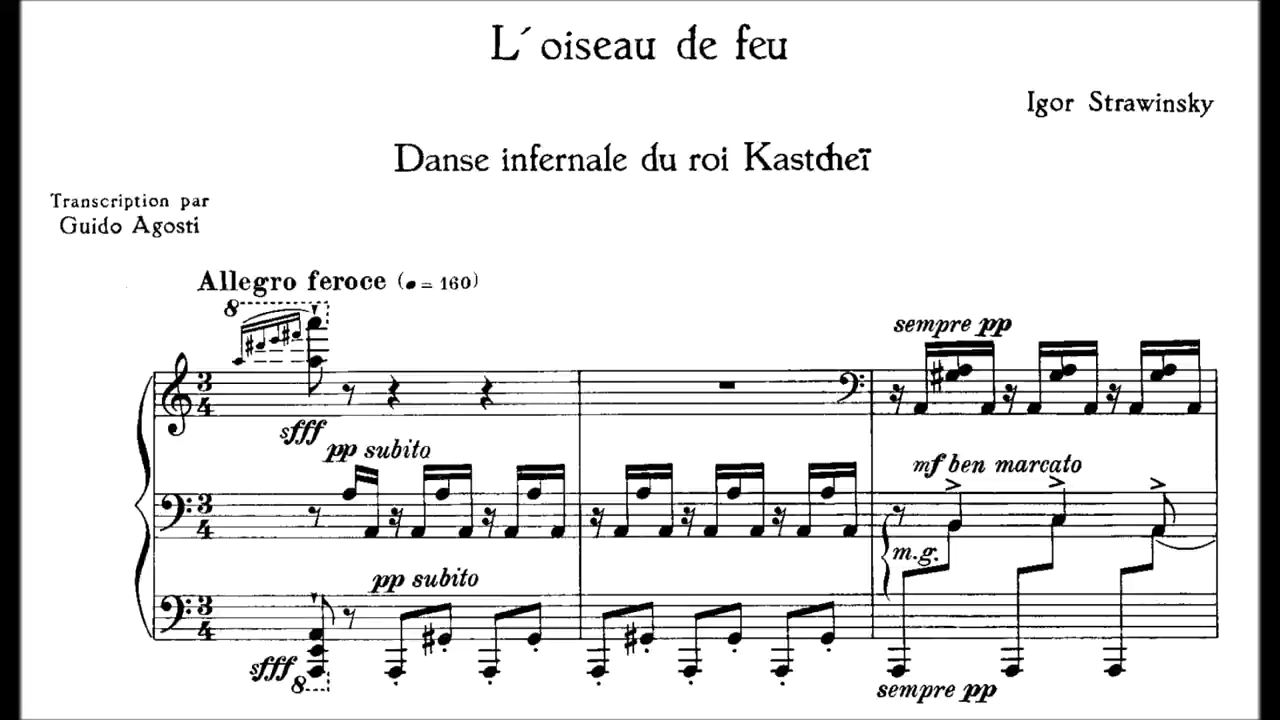 L´oiseau de feu
Igor Strawinsky
Danse infernale du roi Kastcheï
Transcription par
Guido Agosti
Allegro feroce (♩ = 160)
8
sfff
pp subito
sempre pp
3
4
mf ben marcato
m.g.
3
4
pp subito
3
4
sfff
8
sempre pp